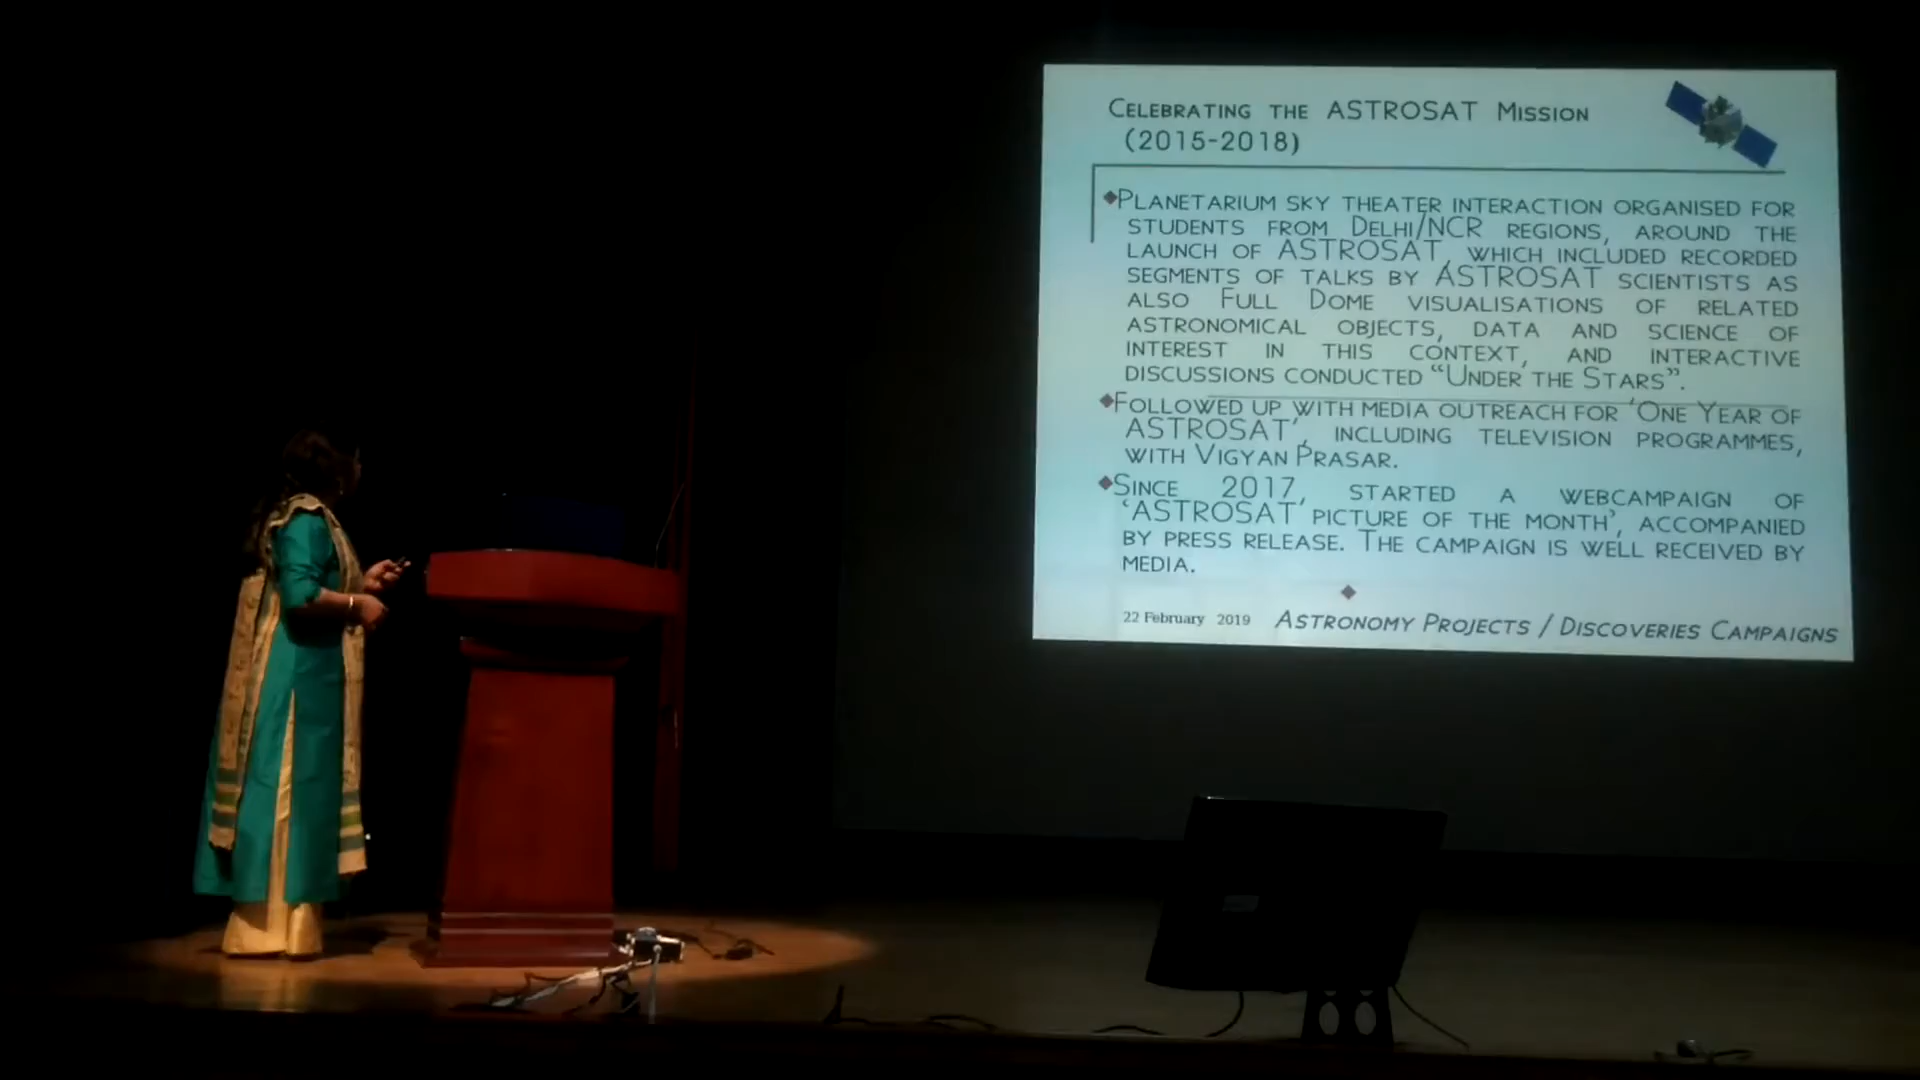 Celebrating the ASTROSAT Mission
(2015-2018)
Planetarium sky theater interaction organised for
students from Delhi/NCR regions, around the
launch of ASTROSAT, which included recorded
segments of talks by ASTROSAT scientists as
also Full Dome visualisations of related
astronomical objects, data and science of
interest in this context, and interactive
discussions conducted “Under the Stars”.
Followed up with media outreach for ‘One Year of
ASTROSAT’, including television programmes,
with Vigyan Prasar.
Since 2017, started a webcampaign of
‘ASTROSAT’ picture of the month’, accompanied
by press release. The campaign is well received by
media.
22 February 2019 Astronomy Projects / Discoveries Campaigns